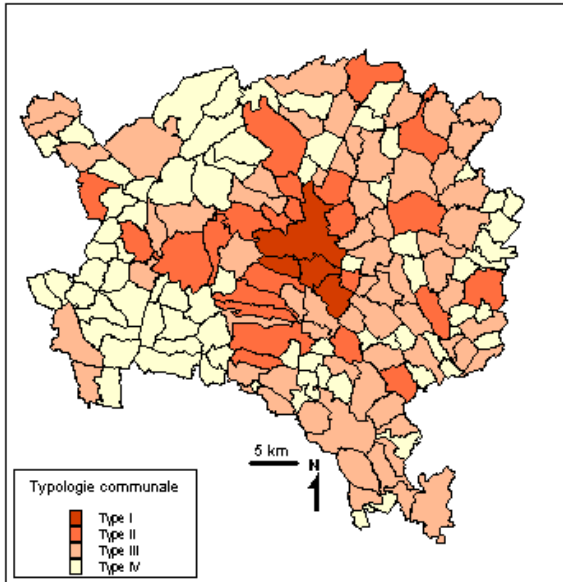 5 km
N
Typologie communale
Type I
Type II
Type III
Type IV